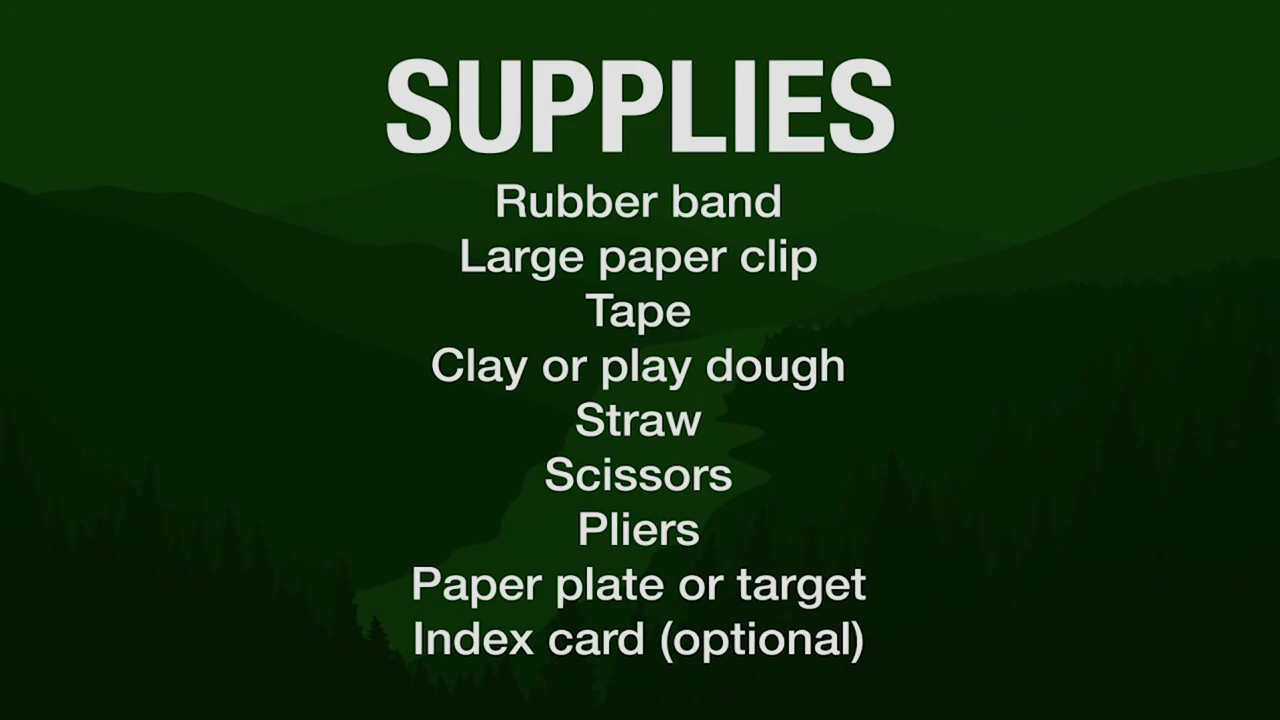 SUPPLIES
Rubber band
Large paper clip
Tape
Clay or play dough
Straw
Scissors
Pliers
Paper plate or target
Index card (optional)